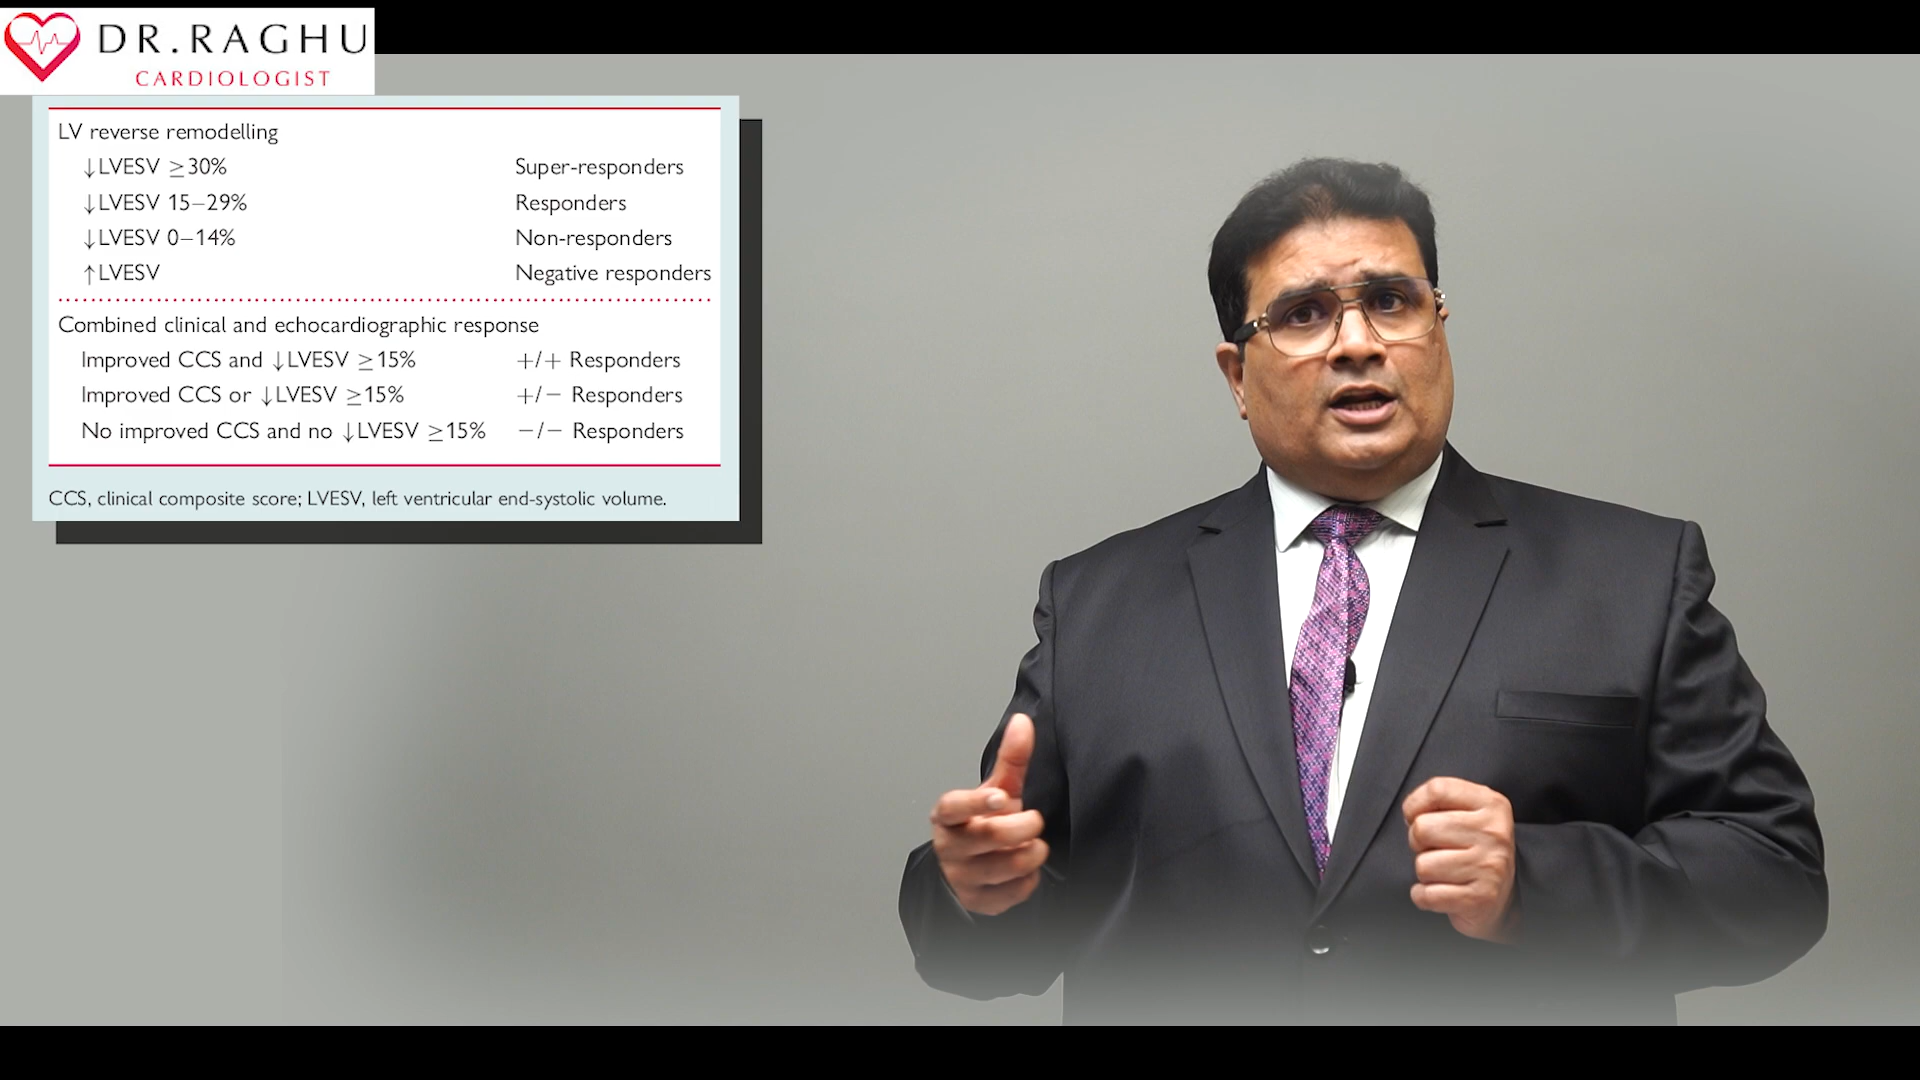 DR.RAGHU
CARDIOLOGIST
LV reverse remodelling
↓LVESV ≥30% Super-responders
↓LVESV 15–29% Responders
↓LVESV 0–14% Non-responders
↑LVESV Negative responders
Combined clinical and echocardiographic response
Improved CCS and ↓LVESV ≥15% +/+ Responders
Improved CCS or ↓LVESV ≥15% +/− Responders
No improved CCS and no ↓LVESV ≥15% −/− Responders
CCS, clinical composite score; LVESV, left ventricular end-systolic volume.